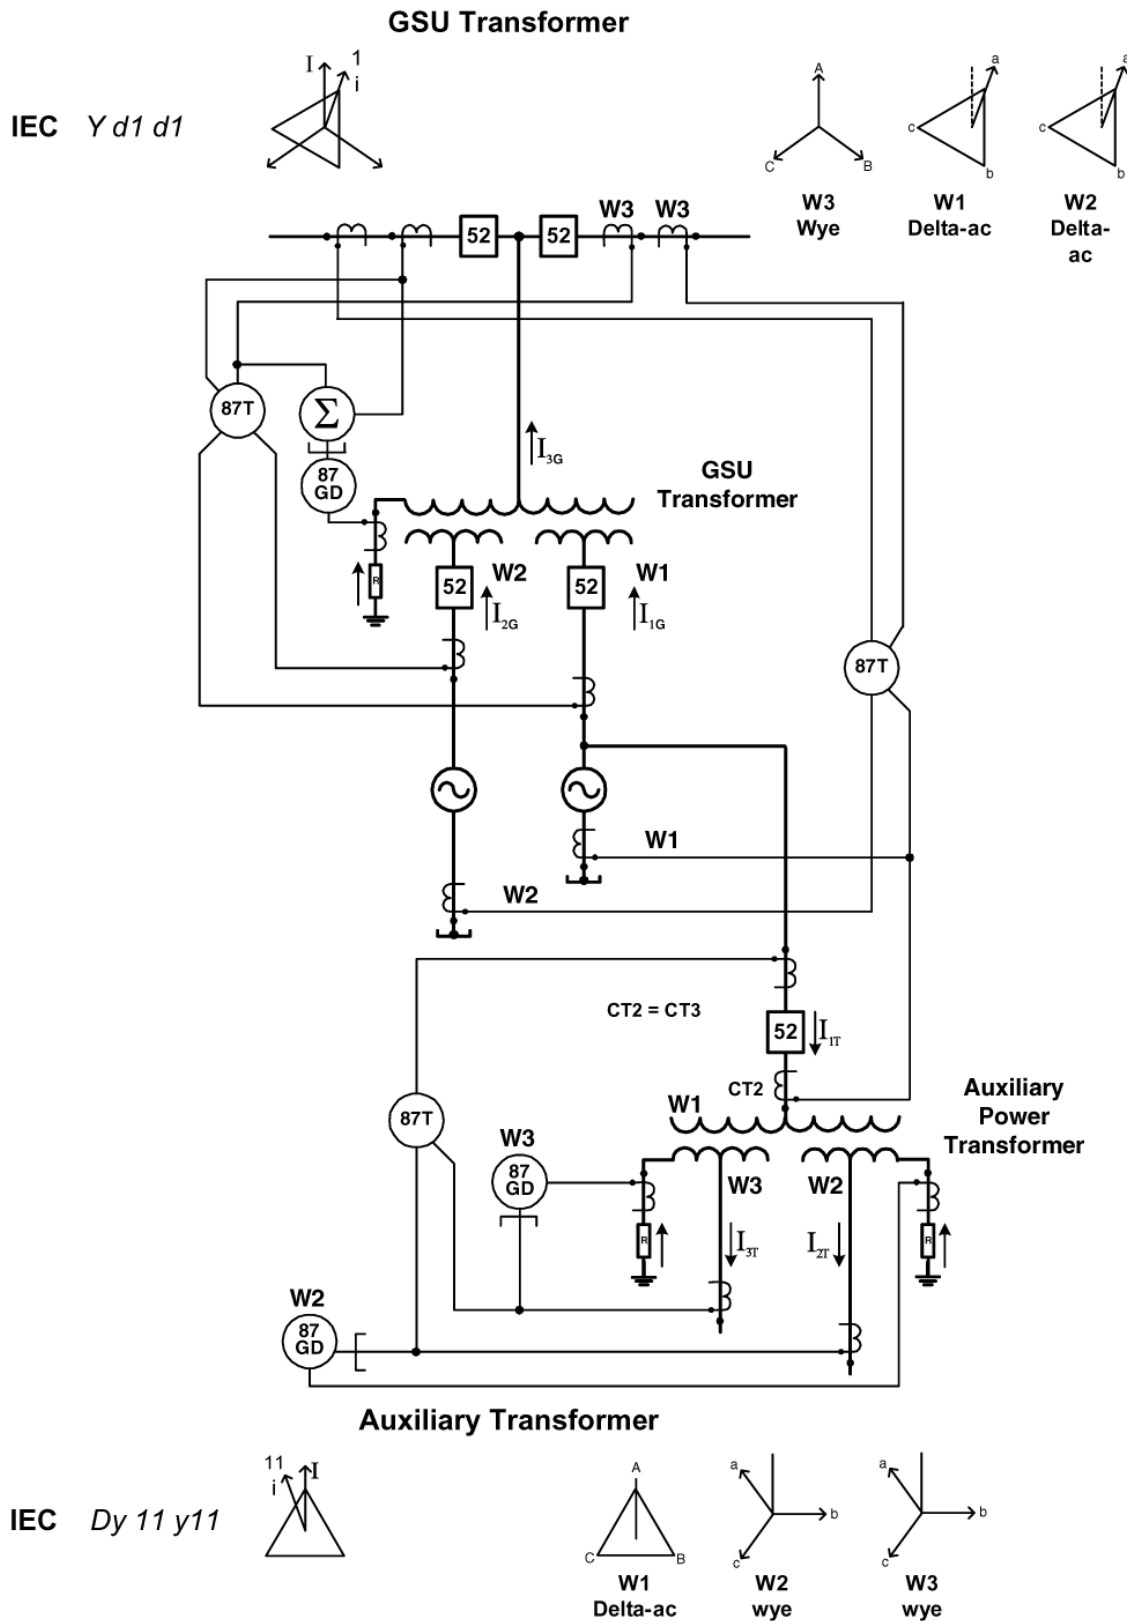 GSU Transformer
IEC Y d1 d1
I
1
i
A
C
B
W3
Wye
a
c
b
W1
Delta-ac
a
c
b
W2
Delta-
ac
W3
W3
52
52
87T
Σ
87
GD
I3G
GSU
Transformer
R
W2
52
I2G
52
W1
I1G
87T
W1
W2
CT2 = CT3
52
I1T
CT2
W1
87T
Auxiliary
Power
Transformer
W3
87
GD
W3
W2
R
I3T
I2T
R
W2
87
GD
Auxiliary Transformer
IEC Dy 11 y11
11
i
I
A
C
B
W1
Delta-ac
a
b
c
W2
wye
a
b
c
W3
wye